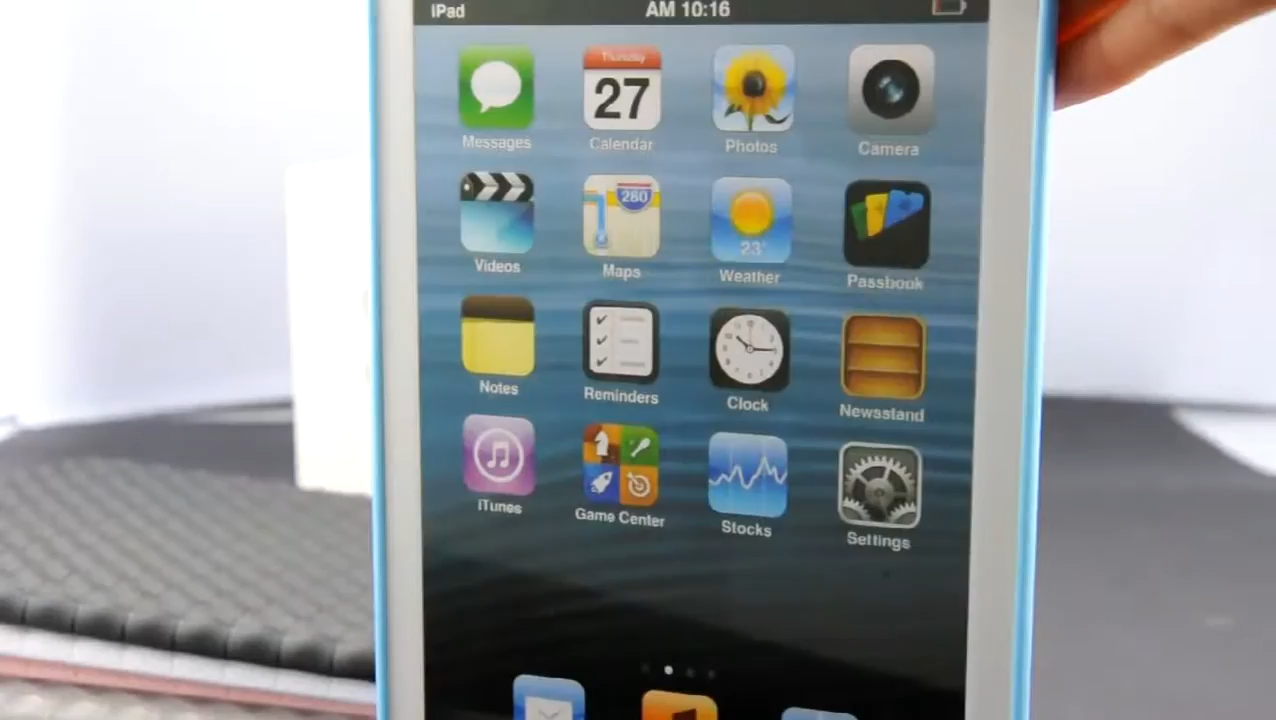 iPad AM 10:16
Thursday
27
Messages Calendar Photos Camera
280
23°
Videos Maps Weather Passbook
Notes Reminders Clock Newsstand
iTunes Game Center Stocks Settings